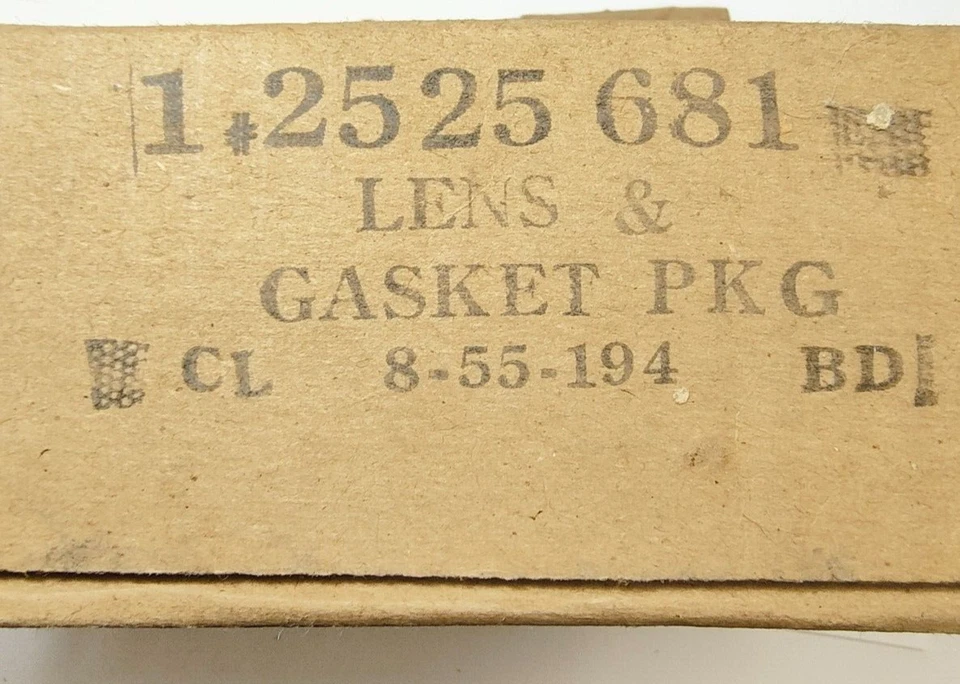 1.#2525 681
LENS &
GASKET PKG
CL 8-55-194 BD